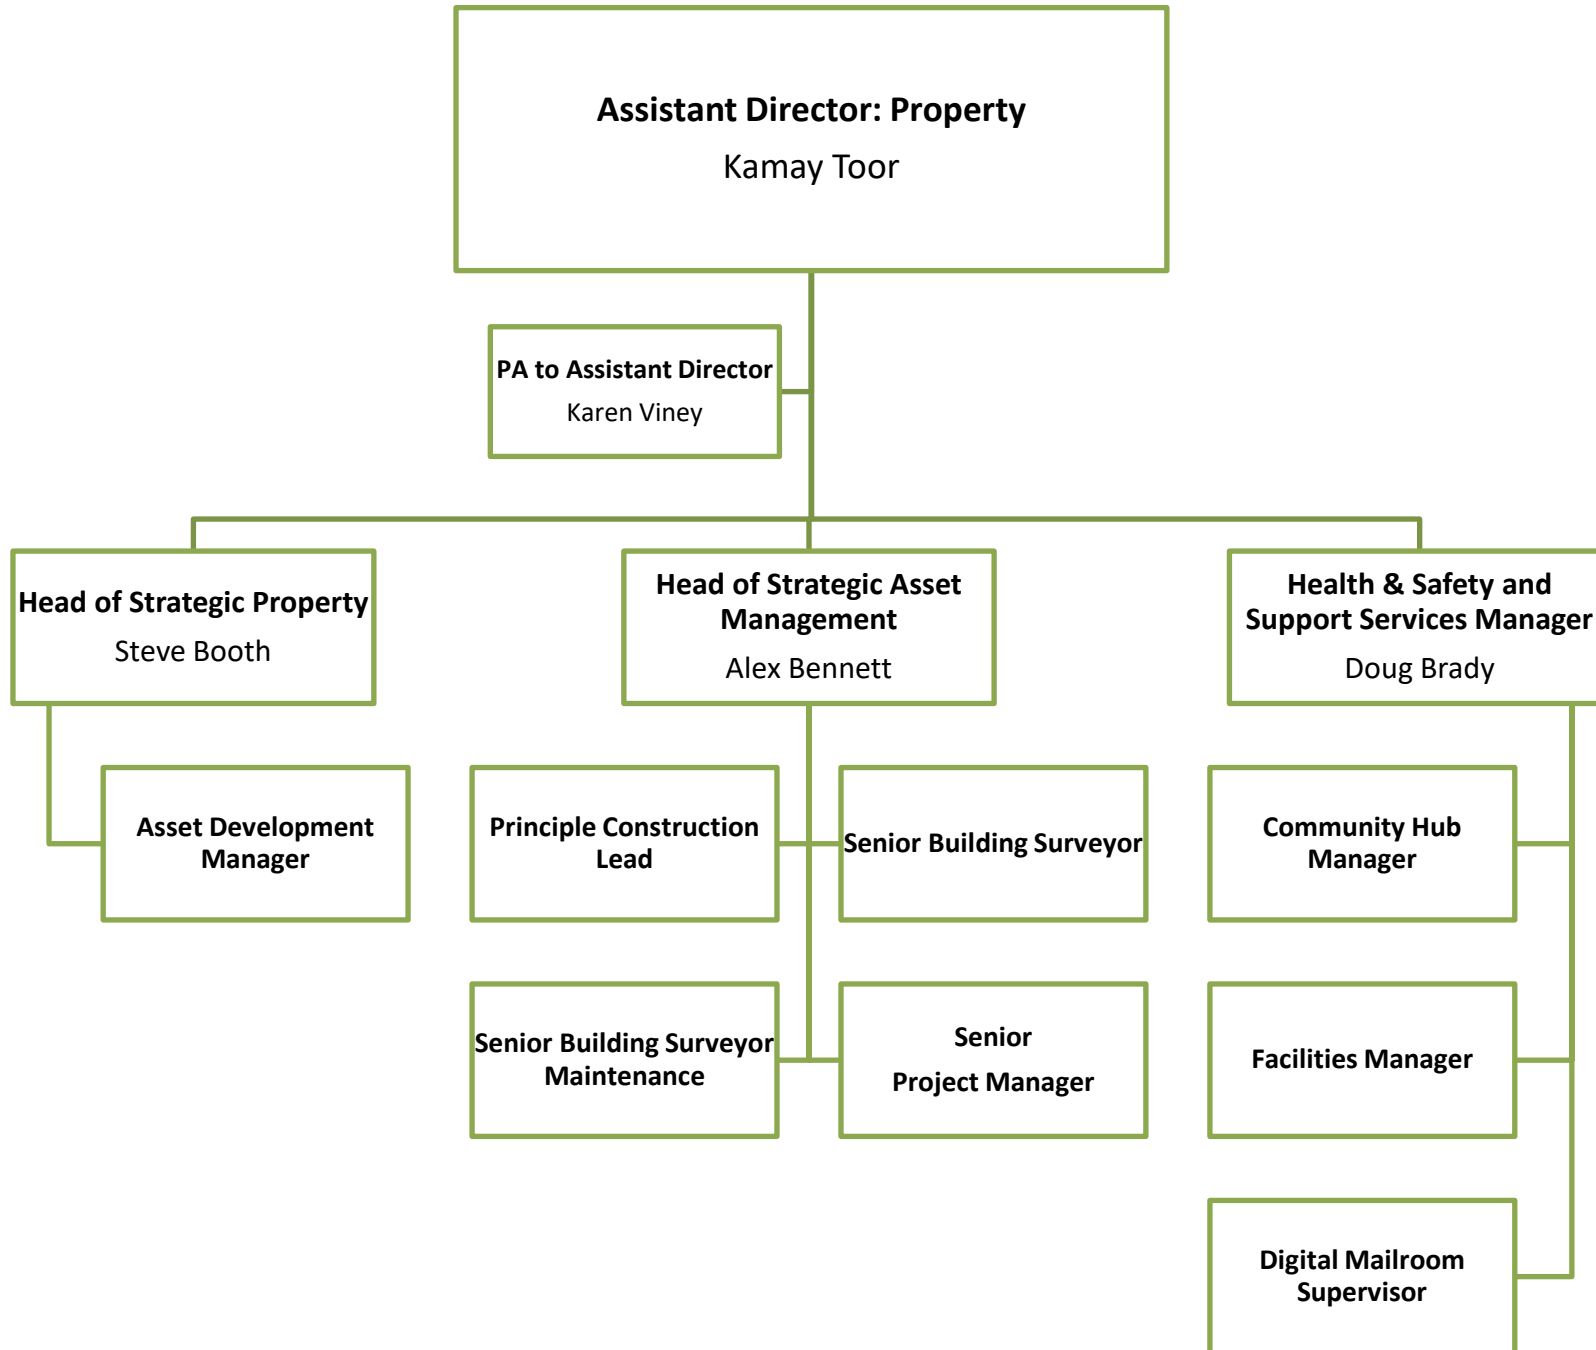 Assistant Director: Property
Kamay Toor
PA to Assistant Director
Karen Viney
Head of Strategic Property
Steve Booth
Head of Strategic Asset
Management
Alex Bennett
Health & Safety and
Support Services Manager
Doug Brady
Asset Development
Manager
Principle Construction
Lead
Senior Building Surveyor
Community Hub
Manager
Senior Building Surveyor
Maintenance
Senior
Project Manager
Facilities Manager
Digital Mailroom
Supervisor